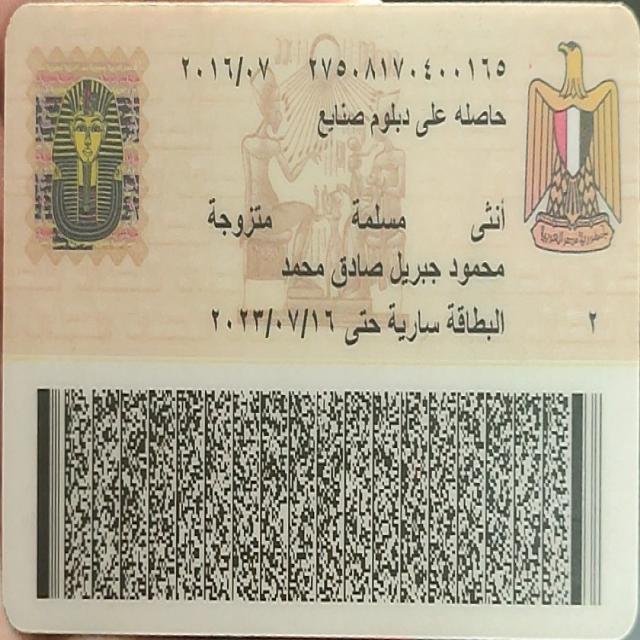 ٢٧٥٠٨١٧٠٤٠٠١٦٥ ٢٠١٦/٠٧
حاصله على دبلوم صنايع
أنثى مسلمة متزوجة
محمود جبريل صادق محمد
٢ البطاقة سارية حتى ٢٠٢٣/٠٧/١٦
جمهورية مصر العربية